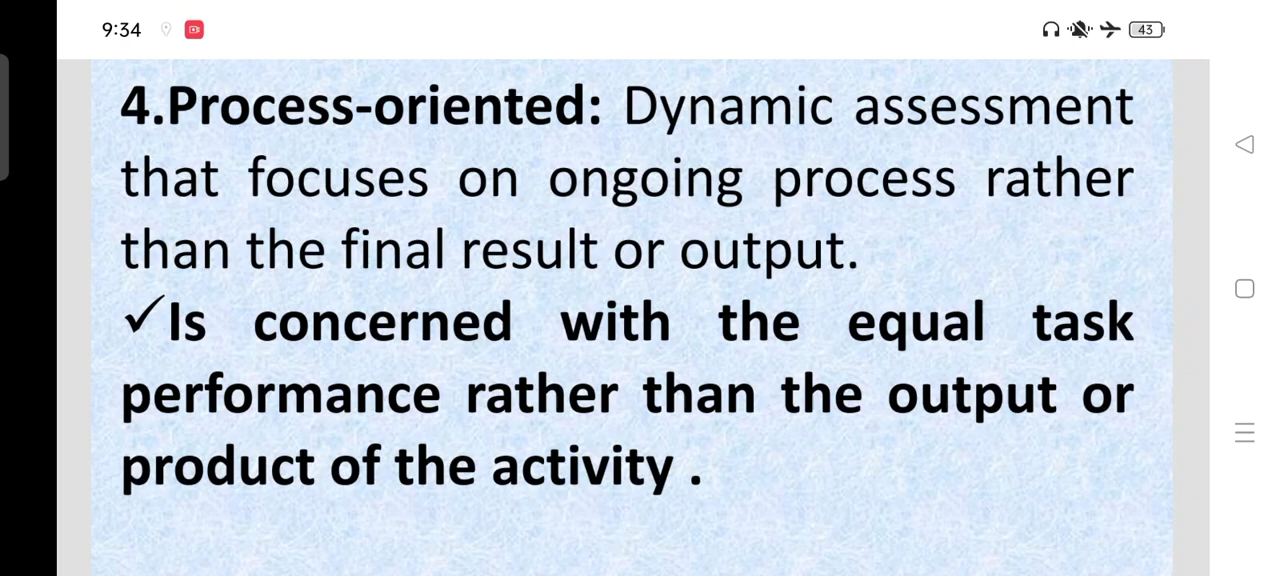 9:34
43
4.Process-oriented: Dynamic assessment
that focuses on ongoing process rather
than the final result or output.
✓Is concerned with the equal task
performance rather than the output or
product of the activity .